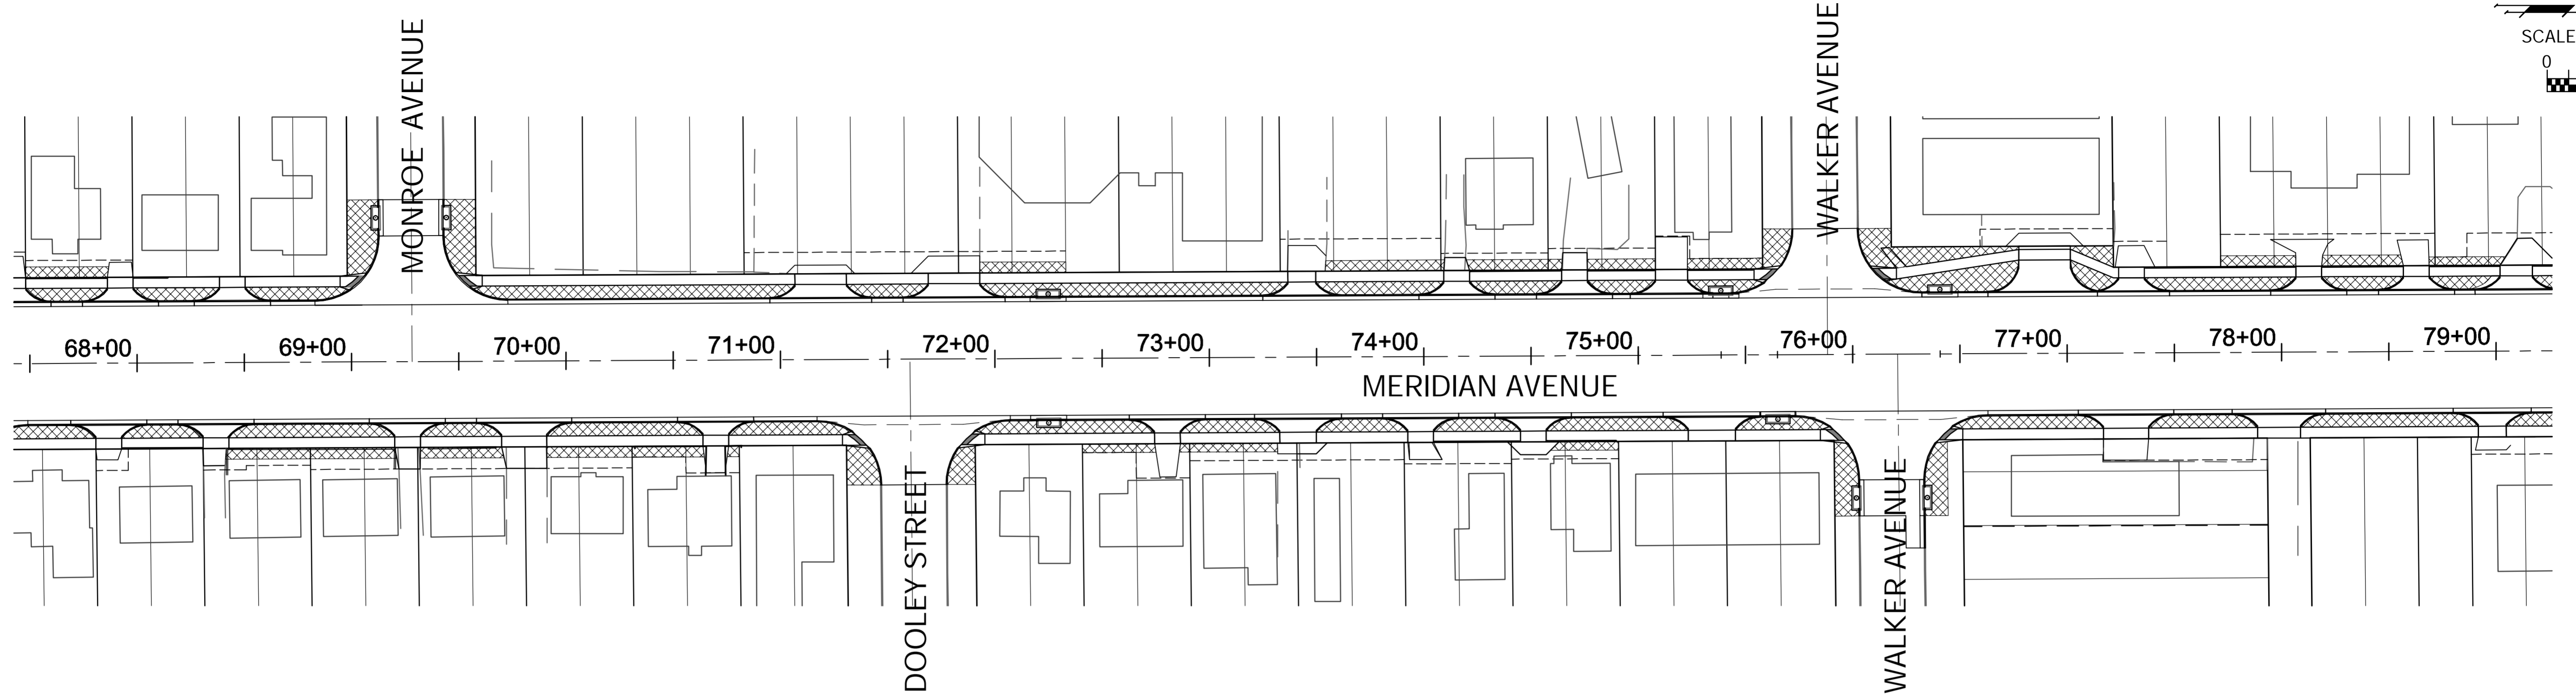 MONROE AVENUE
WALKER AVENUE
SCALE
0
68+00 69+00 70+00 71+00 72+00 73+00 74+00 75+00 76+00 77+00 78+00 79+00
MERIDIAN AVENUE
DOOLEY STREET
WALKER AVENUE